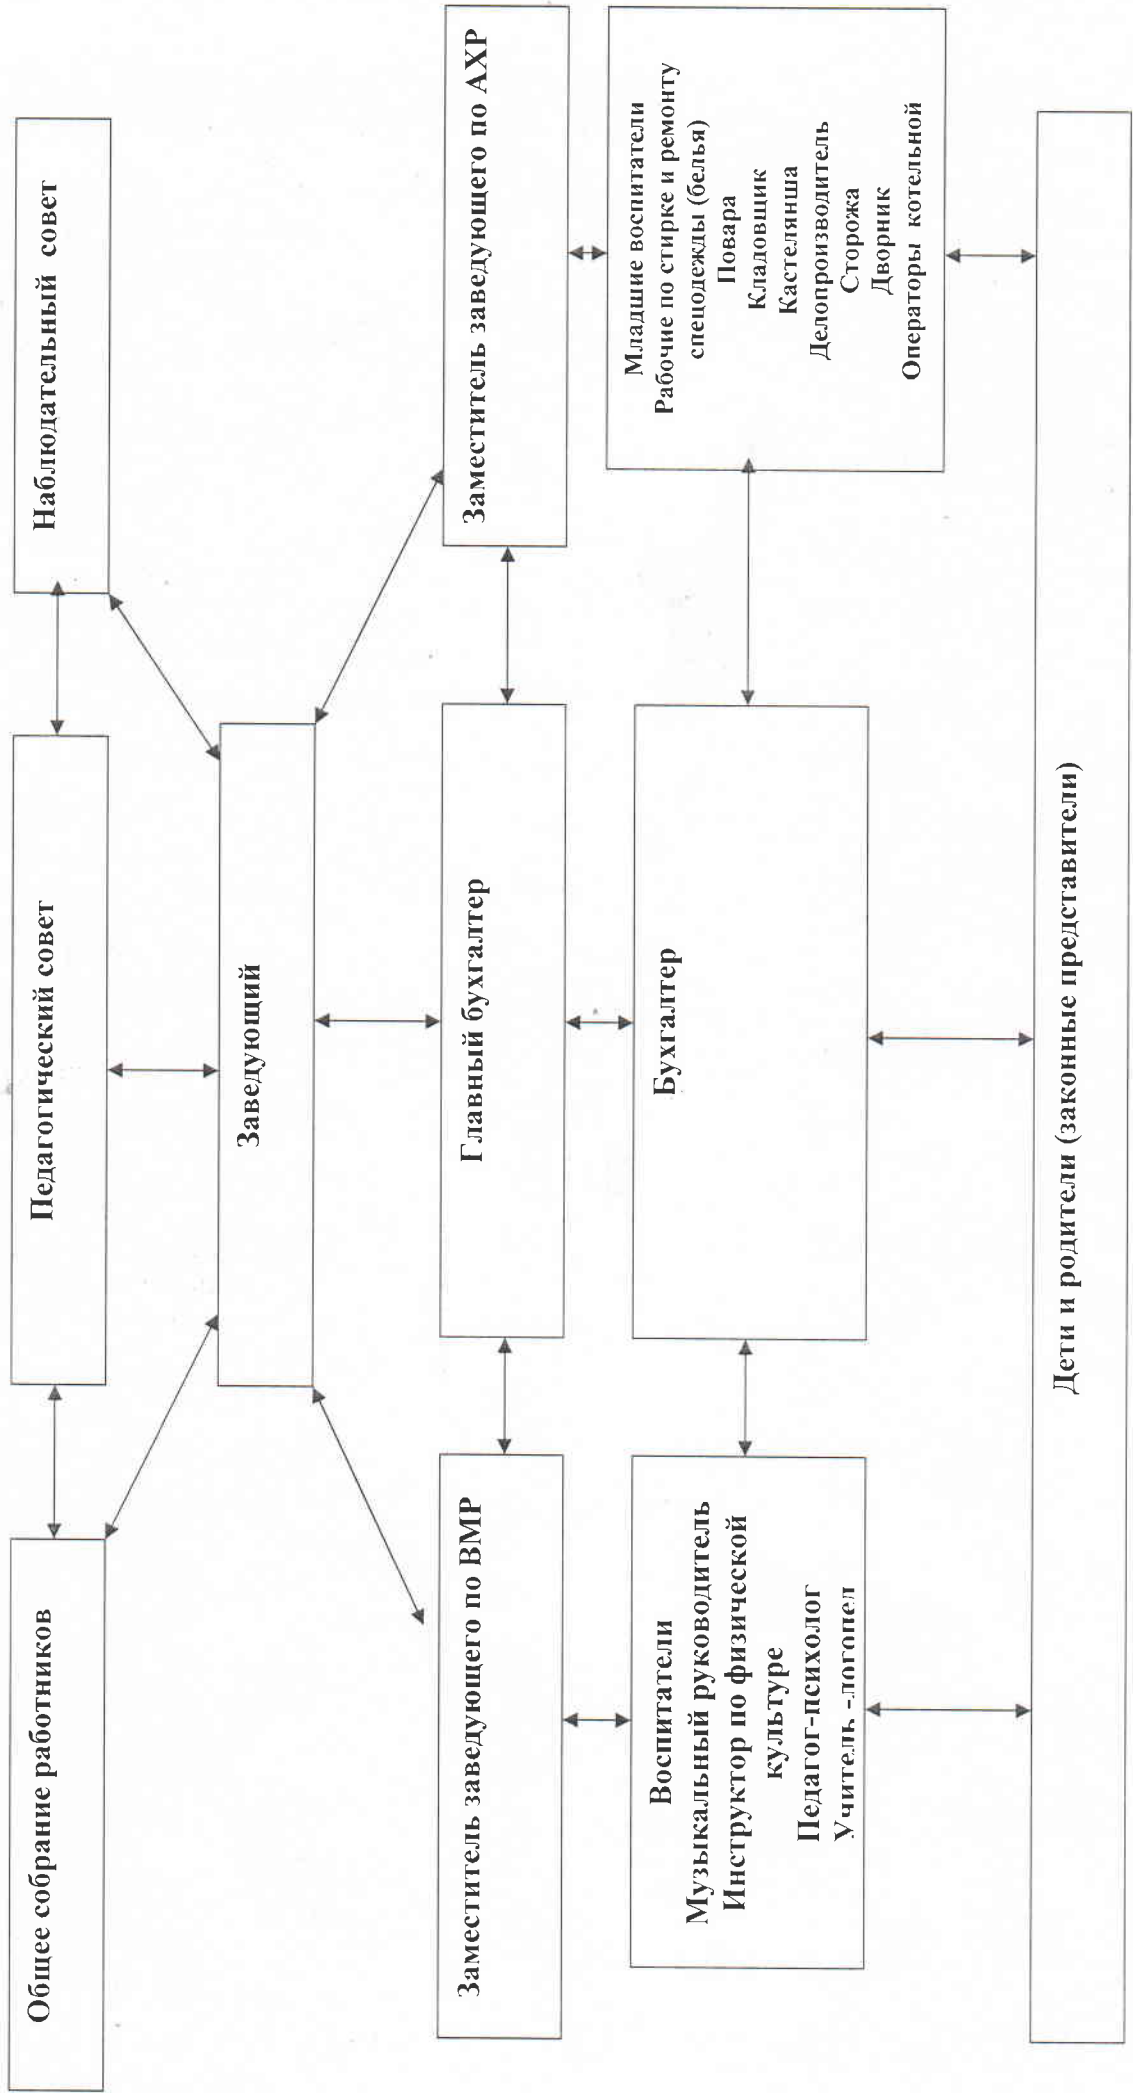 Общее собрание работников
Педагогический совет
Наблюдательный совет
Заведующий
Заместитель заведующего по ВМР
Главный бухгалтер
Заместитель заведующего по АХР
Воспитатели
Музыкальный руководитель
Инструктор по физической
культуре
Педагог-психолог
Учитель -логопед
Бухгалтер
Младшие воспитатели
Рабочие по стирке и ремонту
спецодежды (белья)
Повара
Кладовщик
Кастелянша
Делопроизводитель
Сторожа
Дворник
Операторы котельной
Дети и родители (законные представители)